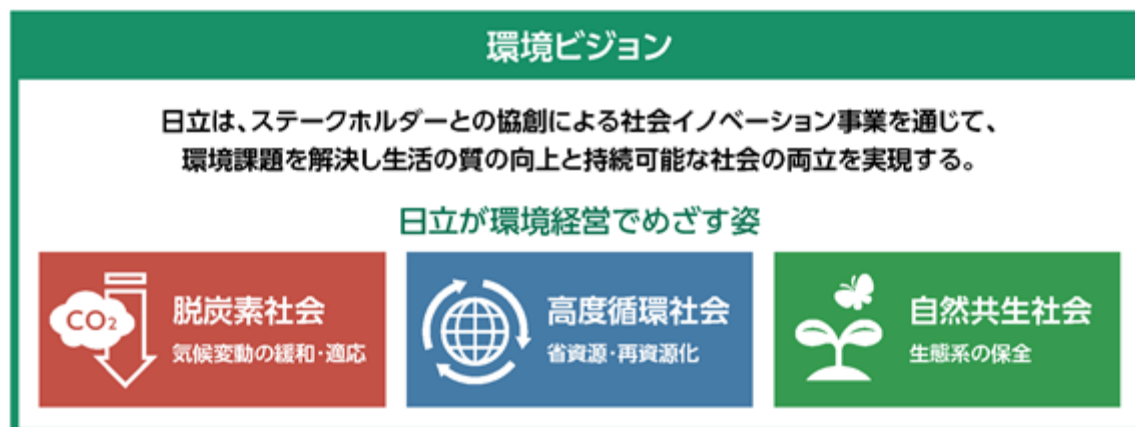 環境ビジョン
日立は、ステークホルダーとの協創による社会イノベーション事業を通じて、
環境課題を解決し生活の質の向上と持続可能な社会の両立を実現する。
日立が環境経営でめざす姿
CO₂
脱炭素社会
気候変動の緩和・適応
高度循環社会
省資源・再資源化
自然共生社会
生態系の保全